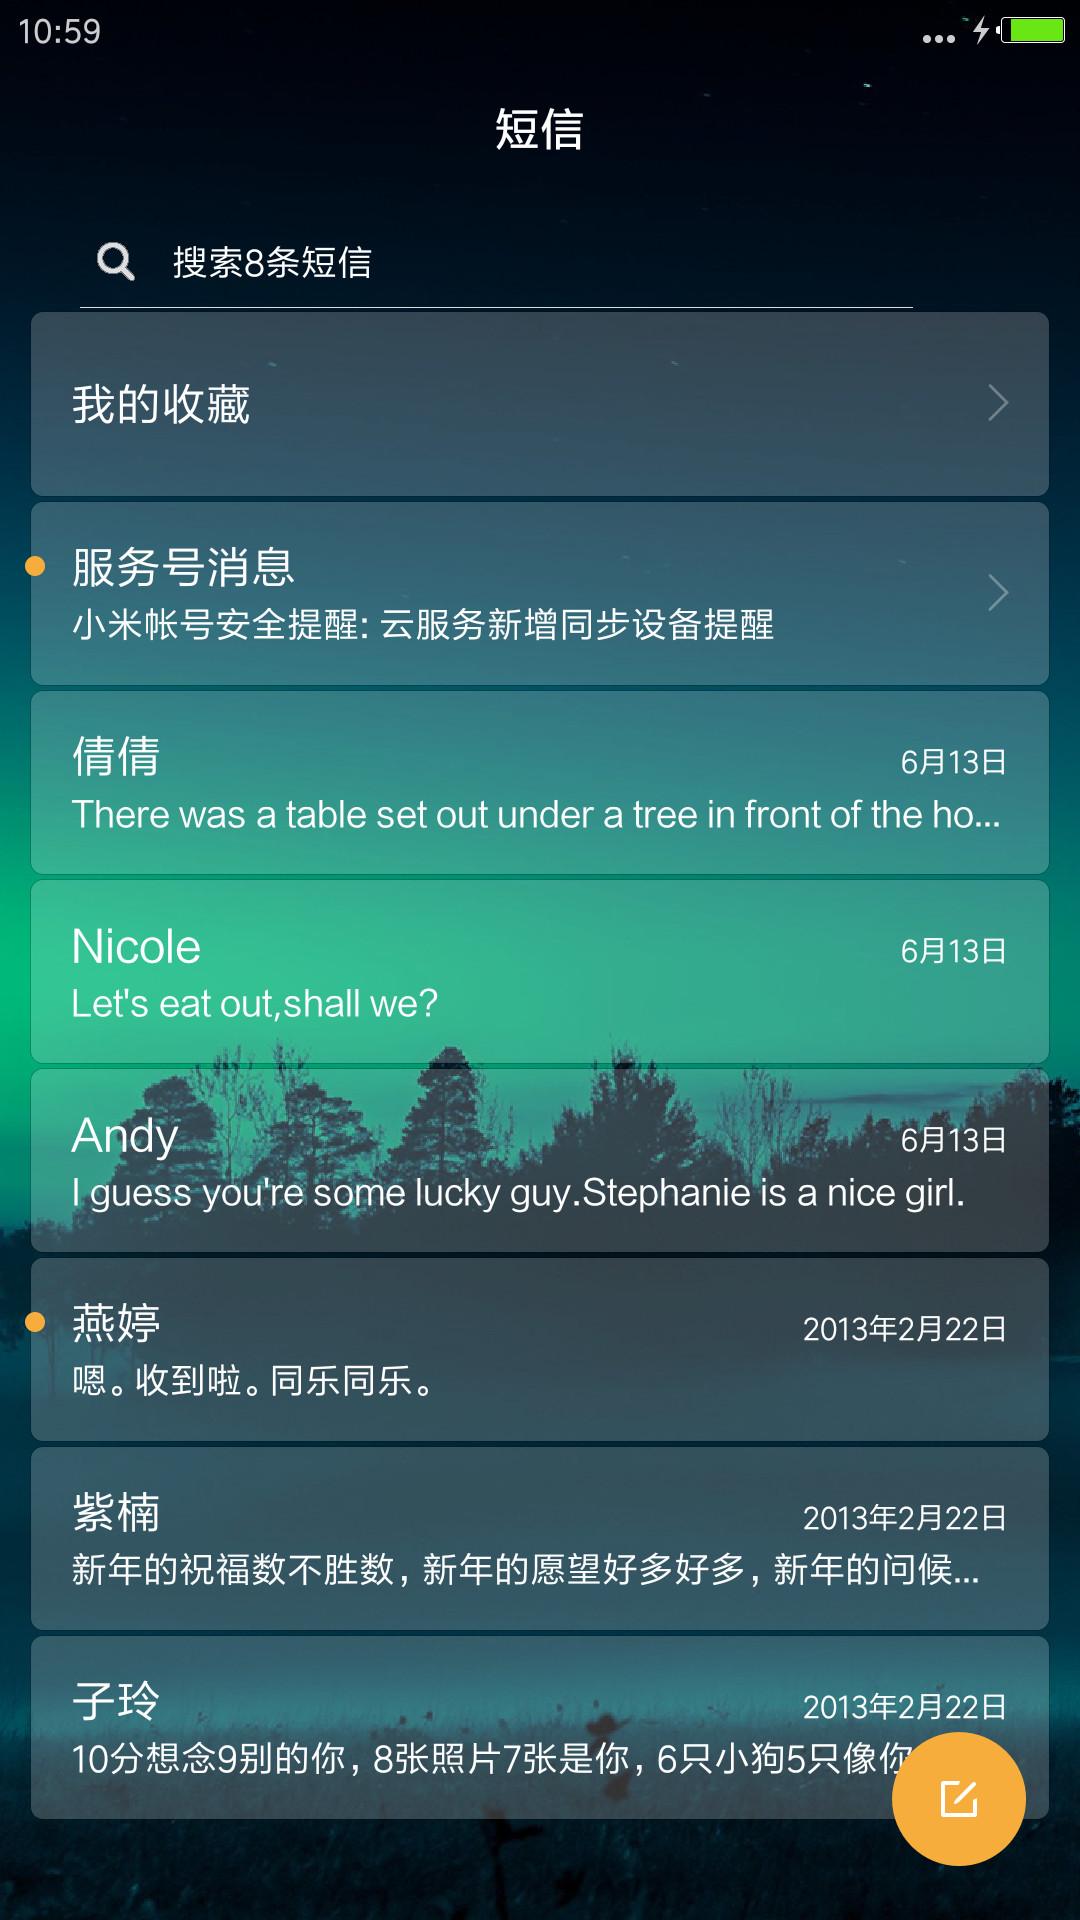 10:59
短信
搜索8条短信
我的收藏
服务号消息
小米帐号安全提醒: 云服务新增同步设备提醒
倩倩
6月13日
There was a table set out under a tree in front of the ho...
Nicole
6月13日
Let's eat out,shall we?
Andy
6月13日
I guess you're some lucky guy.Stephanie is a nice girl.
燕婷
2013年2月22日
嗯。收到啦。同乐同乐。
紫楠
2013年2月22日
新年的祝福数不胜数，新年的愿望好多好多，新年的问候...
子玲
2013年2月22日
10分想念9别的你，8张照片7张是你，6只小狗5只像你